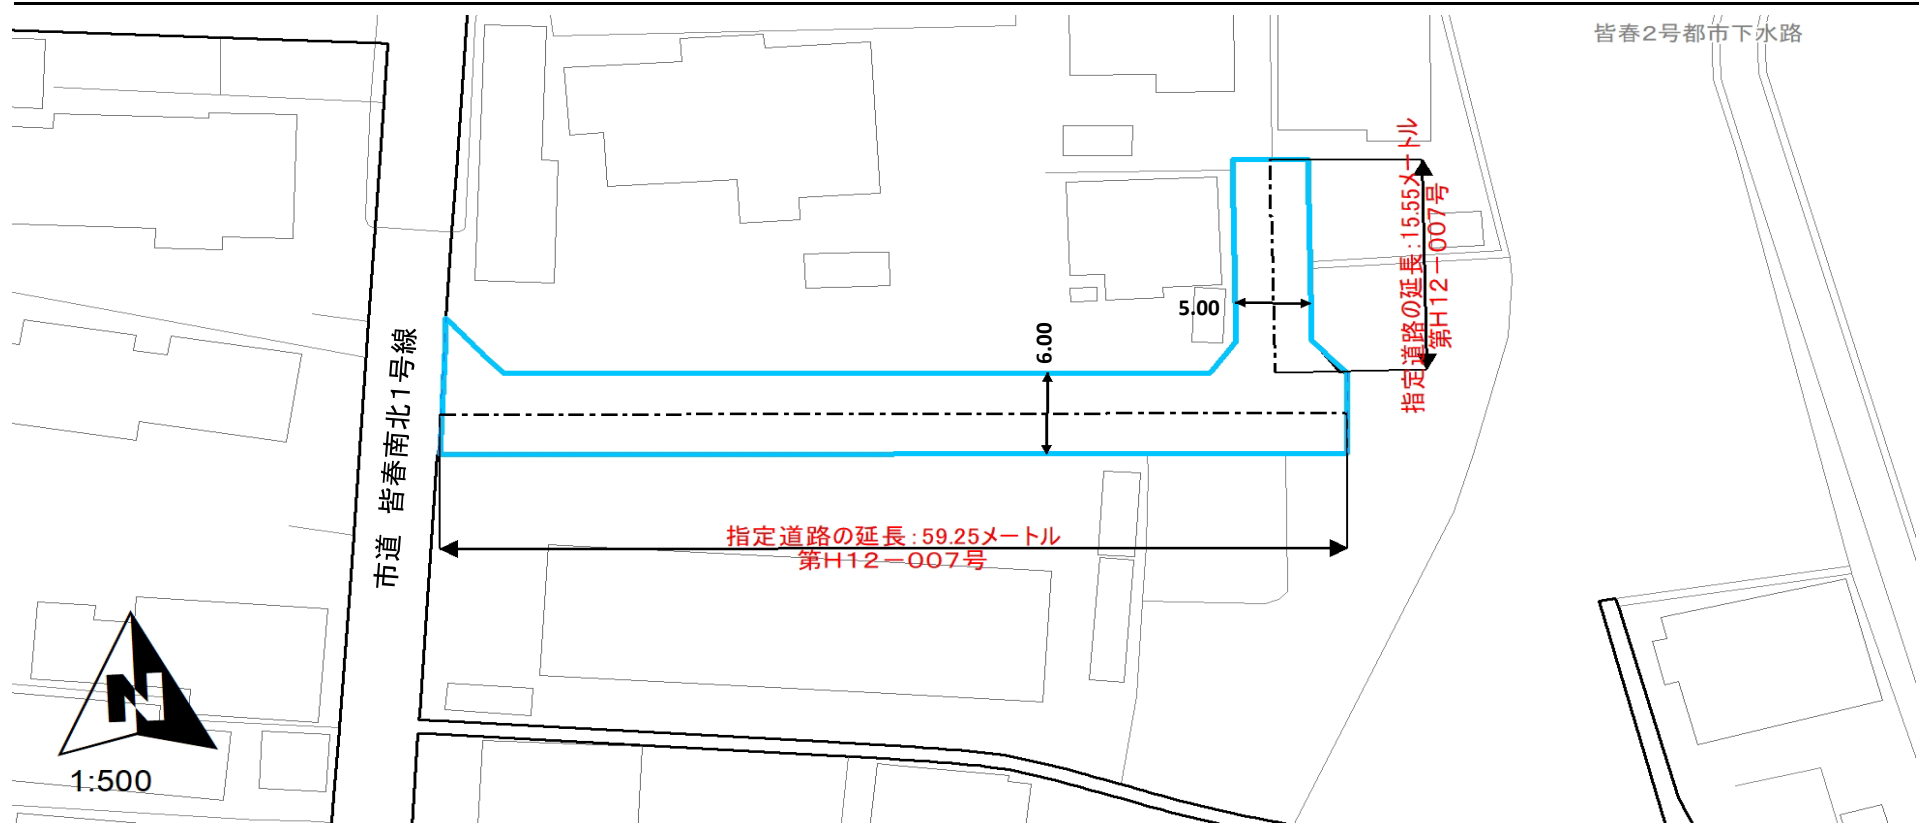 皆春2号都市下水路
指定道路の延長:15.55メートル
第H12-007号
5.00
6.00
市道 皆春南北1号線
指定道路の延長:59.25メートル
第H12-007号
N
1:500